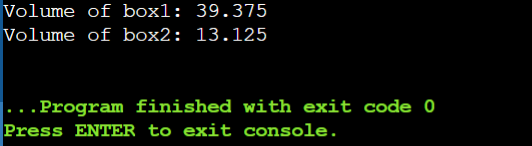 Volume of box1: 39.375
Volume of box2: 13.125
...Program finished with exit code 0
Press ENTER to exit console.